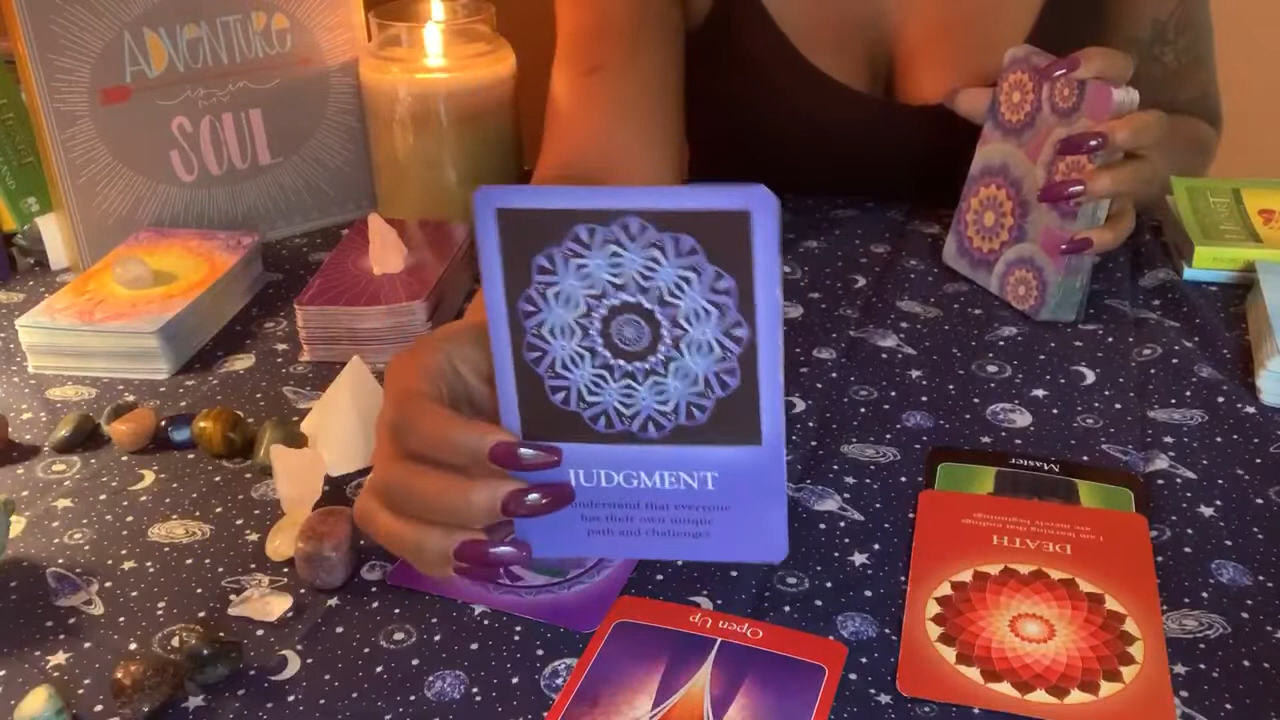 ADVENTURE
is in
MY
SOUL
JUDGMENT
understand that everyone
has their own unique
path and challenges
Master
DEATH
I am learning that endings
are merely beginnings
Open Up